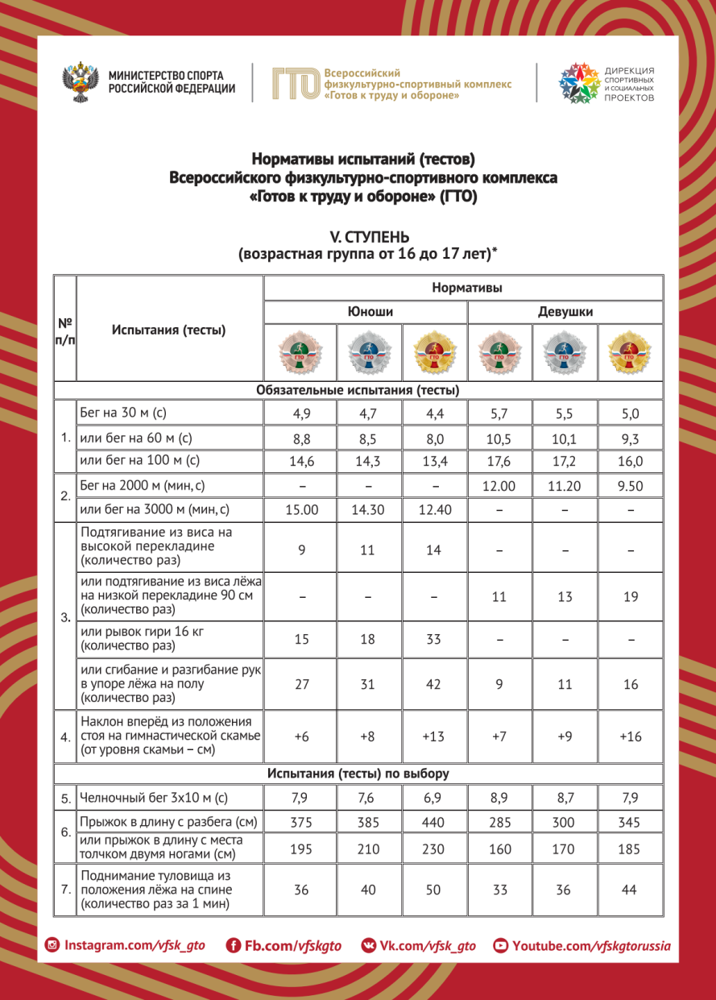 МИНИСТЕРСТВО СПОРТА
РОССИЙСКОЙ ФЕДЕРАЦИИ
ГТО
Всероссийский
физкультурно-спортивный комплекс
«Готов к труду и обороне»
ДИРЕКЦИЯ
СПОРТИВНЫХ
И СОЦИАЛЬНЫХ
ПРОЕКТОВ
Нормативы испытаний (тестов)
Всероссийского физкультурно-спортивного комплекса
«Готов к труду и обороне» (ГТО)
V. СТУПЕНЬ
(возрастная группа от 16 до 17 лет)*
№
п/п
Испытания (тесты)
Нормативы
Юноши Девушки
ГТО ГТО ГТО ГТО ГТО ГТО
Обязательные испытания (тесты)
1.
Бег на 30 м (с) 4,9 4,7 4,4 5,7 5,5 5,0
или бег на 60 м (с) 8,8 8,5 8,0 10,5 10,1 9,3
или бег на 100 м (с) 14,6 14,3 13,4 17,6 17,2 16,0
2.
Бег на 2000 м (мин, с) – – – 12.00 11.20 9.50
или бег на 3000 м (мин, с) 15.00 14.30 12.40 – – –
3.
Подтягивание из виса на
высокой перекладине
(количество раз)
9 11 14 – – –
или подтягивание из виса лёжа
на низкой перекладине 90 см
(количество раз)
– – – 11 13 19
или рывок гири 16 кг
(количество раз)
15 18 33 – – –
или сгибание и разгибание рук
в упоре лёжа на полу
(количество раз)
27 31 42 9 11 16
4.
Наклон вперёд из положения
стоя на гимнастической скамье
(от уровня скамьи – см)
+6 +8 +13 +7 +9 +16
Испытания (тесты) по выбору
5. Челночный бег 3х10 м (с) 7,9 7,6 6,9 8,9 8,7 7,9
6.
Прыжок в длину с разбега (см) 375 385 440 285 300 345
или прыжок в длину с места
толчком двумя ногами (см)
195 210 230 160 170 185
7.
Поднимание туловища из
положения лёжа на спине
(количество раз за 1 мин)
36 40 50 33 36 44
Instagram.com/vfsk_gto Fb.com/vfskgto Vk.com/vfsk_gto Youtube.com/vfskgtorussia